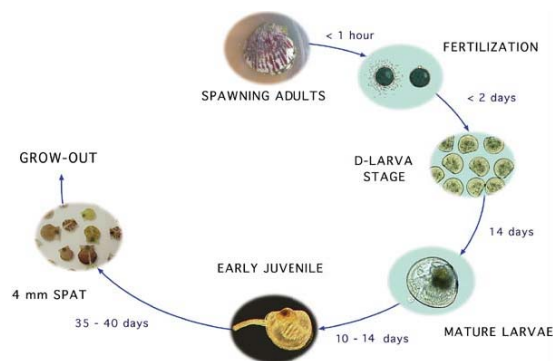 < 1 hour
FERTILIZATION
SPAWNING ADULTS
< 2 days
D-LARVA
STAGE
14 days
MATURE LARVAE
10 - 14 days
EARLY JUVENILE
35 - 40 days
4 mm SPAT
GROW-OUT